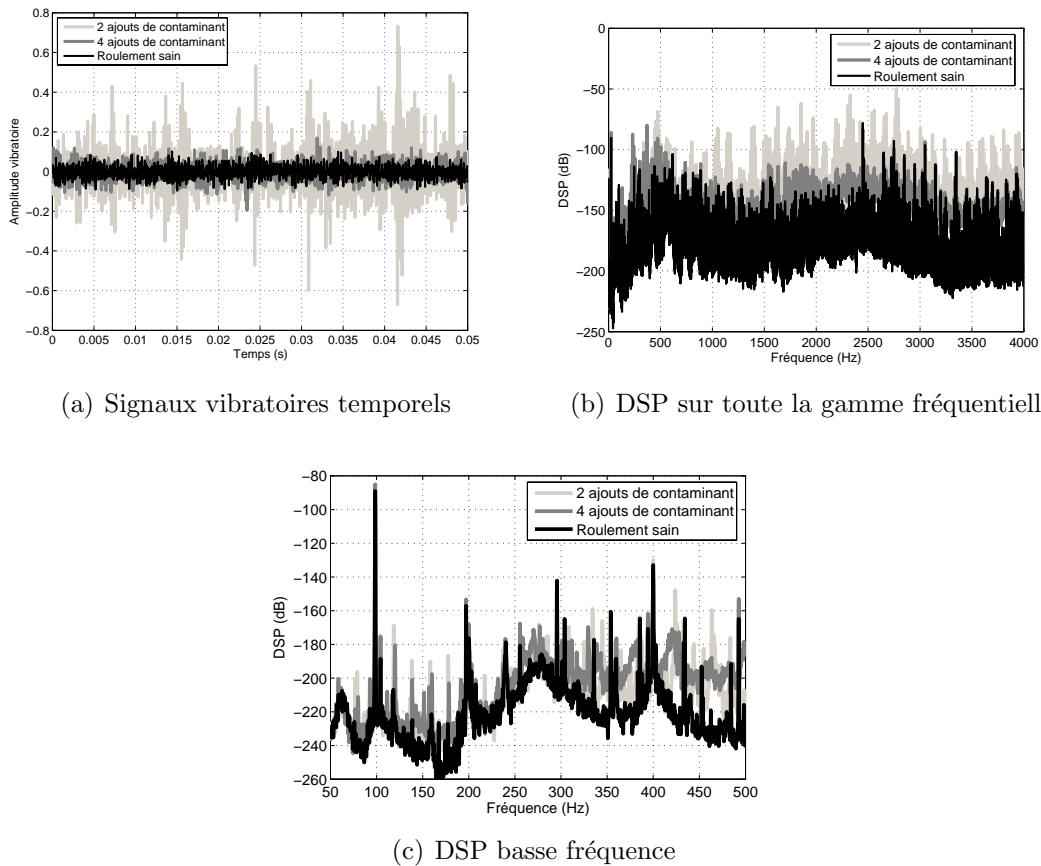 0.8
0.6
0.4
0.2
0
−0.2
−0.4
−0.6
−0.8
Amplitude vibratoire
2 ajouts de contaminant
4 ajouts de contaminant
Roulement sain
0 0.005 0.01 0.015 0.02 0.025 0.03 0.035 0.04 0.045 0.05
Temps (s)
(a) Signaux vibratoires temporels
0
−50
−100
−150
−200
−250
DSP (dB)
2 ajouts de contaminant
4 ajouts de contaminant
Roulement sain
0 500 1000 1500 2000 2500 3000 3500 4000
Fréquence (Hz)
(b) DSP sur toute la gamme fréquentiell
−80
−100
−120
−140
−160
−180
−200
−220
−240
−260
DSP (dB)
2 ajouts de contaminant
4 ajouts de contaminant
Roulement sain
50 100 150 200 250 300 350 400 450 500
Fréquence (Hz)
(c) DSP basse fréquence